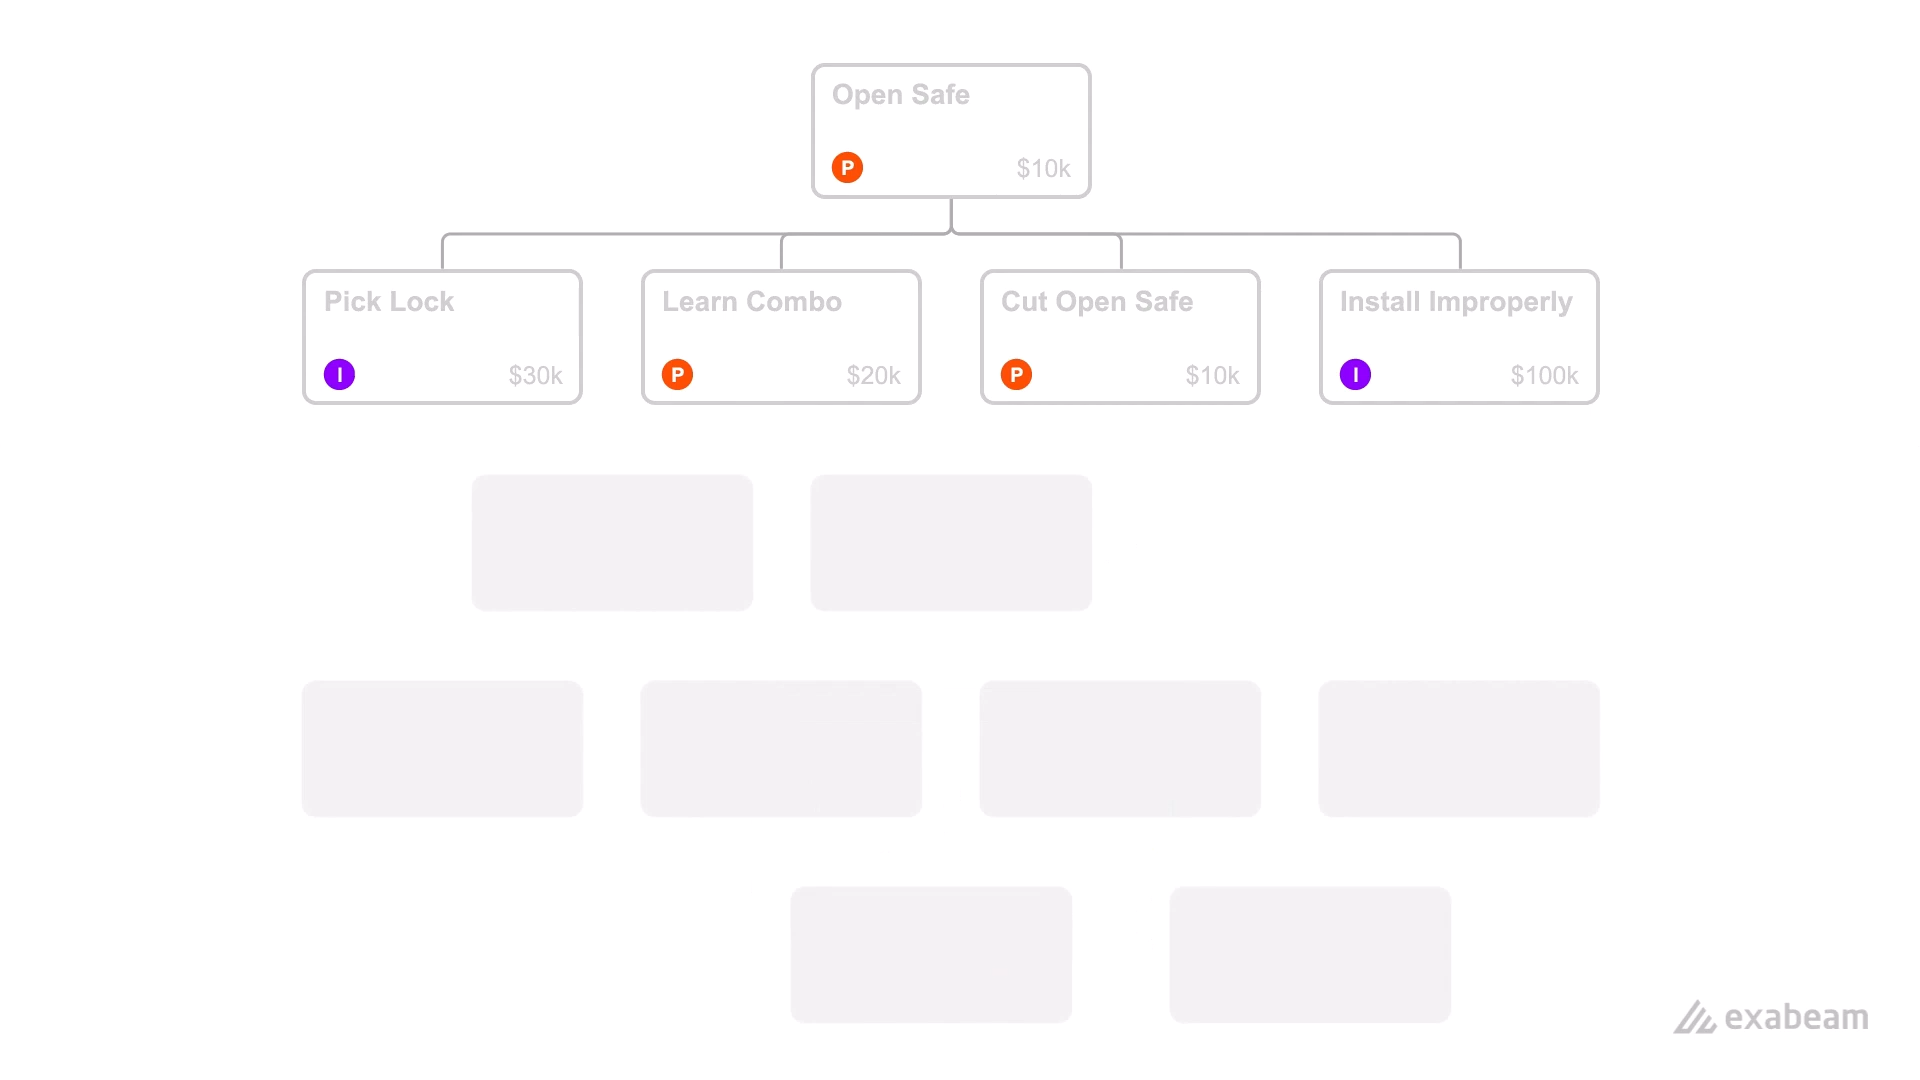 Open Safe
P $10k
Pick Lock
I $30k
Learn Combo
P $20k
Cut Open Safe
P $10k
Install Improperly
I $100k
exabeam